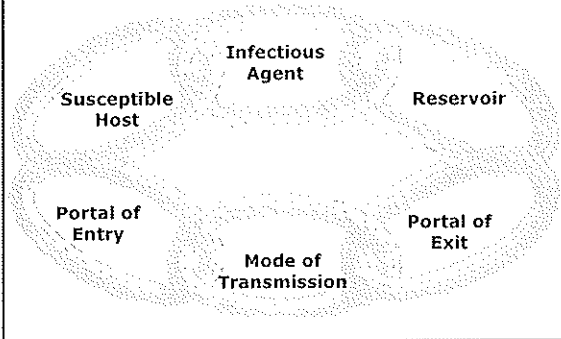 Infectious
Agent
Susceptible
Host
Reservoir
Portal of
Entry
Portal of
Exit
Mode of
Transmission